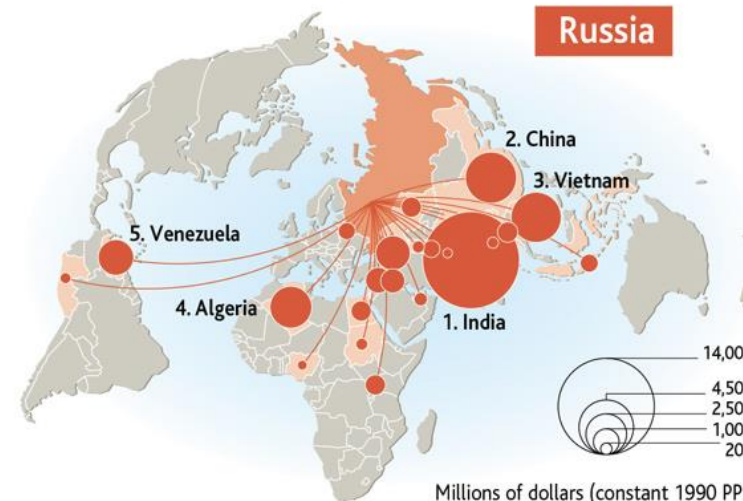 Russia
2. China
3. Vietnam
5. Venezuela
4. Algeria
1. India
14,00
4,50
2,50
1,00
20
Millions of dollars (constant 1990 PP